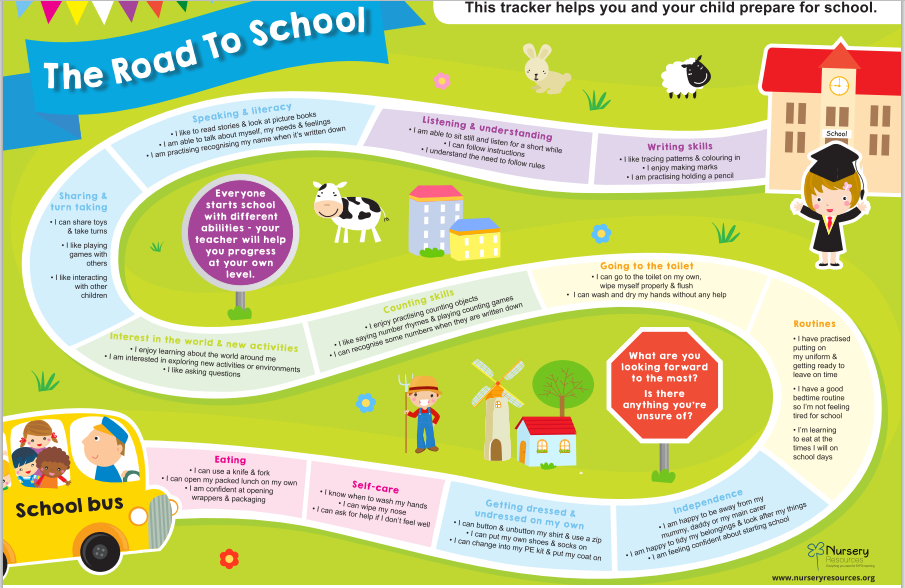 This tracker helps you and your child prepare for school.
The Road To School
Speaking & literacy
• I like to read stories & look at picture books
• I am able to talk about myself, my needs & feelings
• I am practising recognising my name when it's written down
Listening & understanding
• I am able to sit still and listen for a short while
• I can follow instructions
• I understand the need to follow rules
Writing skills
• I like tracing patterns & colouring in
• I enjoy making marks
• I am practising holding a pencil
School
Sharing &
turn taking
• I can share toys
& take turns
• I like playing
games with
others
• I like interacting
with other
children
Everyone
starts school
with different
abilities - your
teacher will help
you progress
at your own
level.
Interest in the world & new activities
• I enjoy learning about the world around me
• I am interested in exploring new activities or environments
• I like asking questions
Counting skills
• I enjoy practising counting objects
• I like saying number rhymes & playing counting games
• I can recognise some numbers when they are written down
Going to the toilet
• I can go to the toilet on my own,
wipe myself properly & flush
• I can wash and dry my hands without any help
Routines
• I have practised
putting on
my uniform &
getting ready to
leave on time
• I have a good
bedtime routine
so I'm not feeling
tired for school
• I'm learning
to eat at the
times I will on
school days
What are you
looking forward
to the most?
Is there
anything you're
unsure of?
School bus
Eating
• I can use a knife & fork
• I can open my packed lunch on my own
• I am confident at opening
wrappers & packaging
Self-care
• I know when to wash my hands
• I can wipe my nose
• I can ask for help if I don't feel well
Getting dressed &
undressed on my own
• I can button & unbutton my shirt & use a zip
• I can put my own shoes & socks on
• I can change into my PE kit & put my coat on
Independence
• I am happy to be away from my
mummy, daddy or my main carer
• I am happy to tidy my belongings & look after my things
• I am feeling confident about starting school
Nursery
Resources
www.nurseryresources.org